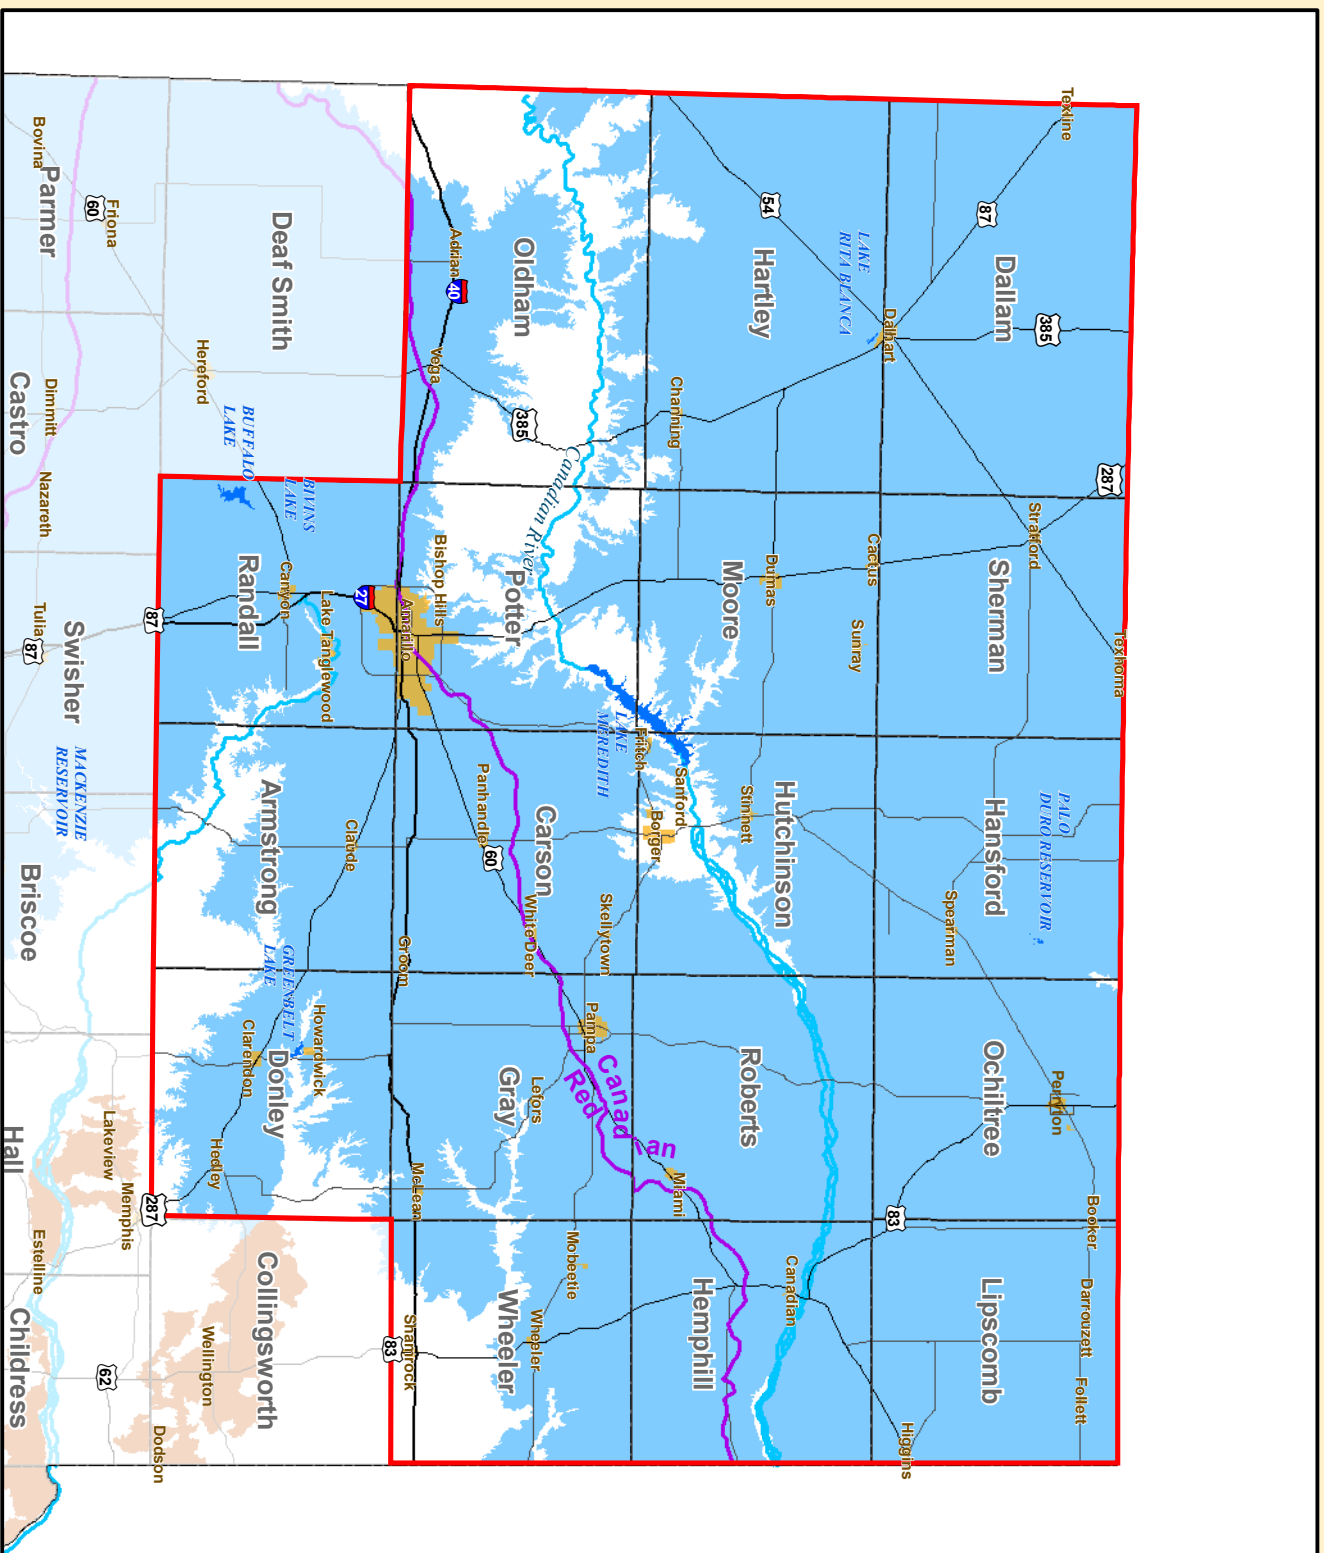 Texline
87
Dallam
385
287
Stratford
Sherman
Texhoma
Hansford
PALO
DURO RESERVOIR
Spearman
Ochiltree
Perryton
Booker
83
Lipscomb
Darrouzett
Follett
Higgins
54
LAKE
RITA BLANCA
Dalhart
Hartley
Channing
Cactus
Dumas
Sunray
Moore
Hutchinson
Stinnett
Sanford
Fritch
Borger
LAKE
MEREDITH
Roberts
Miami
Canadian
Hemphill
Oldham
Adrian
40
Vega
385
Canadian River
Bishop Hills
Potter
Amarillo
Panhandle
60
Carson
White Deer
Skellytown
Groom
Pampa
Canadian
Red
Lefors
Gray
McLean
Mobeetie
Wheeler
Wheeler
Shamrock
83
Deaf Smith
Hereford
BUFFALO
LAKE
BIVINS
LAKE
Randall
Canyon
27
Lake Tanglewood
87
Claude
Armstrong
GREENBELT
LAKE
Howardwick
Clarendon
Donley
Hedley
287
Collingsworth
Wellington
Dodson
Bovina
Parmer
60
Friona
Castro
Dimmitt
Nazareth
Tulia
87
Swisher
MACKENZIE
RESERVOIR
Briscoe
Hall
Lakeview
Memphis
Estelline
62
Childress